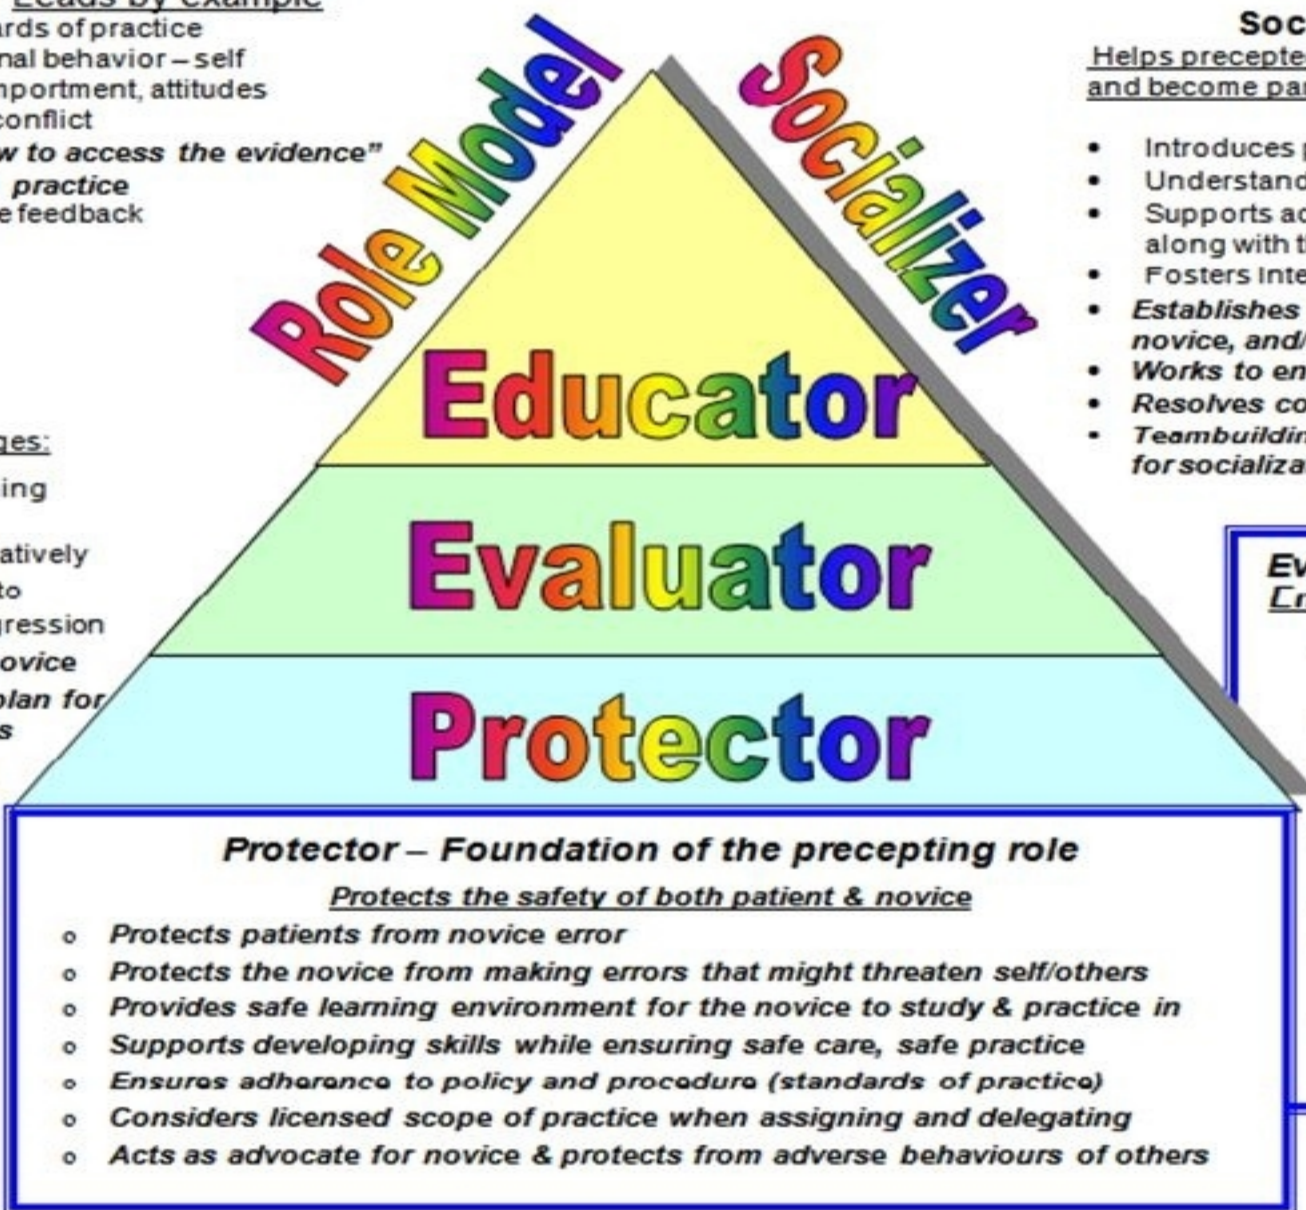 Leads by example
ards of practice
nal behavior – self
mportment, attitudes
conflict
w to access the evidence"
practice
e feedback
Role Model
Socializer
Soc
Helps precepte
and become par
• Introduces p
• Understand
• Supports ac
along with t
• Fosters Inte
• Establishes
novice, and/
• Works to en
• Resolves co
• Teambuildin
for socializa
Educator
ges:
ing
atively
to
gression
ovice
plan for
s
Evaluator
Ev
Protector
Protector – Foundation of the precepting role
Protects the safety of both patient & novice
o Protects patients from novice error
o Protects the novice from making errors that might threaten self/others
o Provides safe learning environment for the novice to study & practice in
o Supports developing skills while ensuring safe care, safe practice
o Ensures adherance to policy and procedure (standards of practice)
o Considers licensed scope of practice when assigning and delegating
o Acts as advocate for novice & protects from adverse behaviours of others